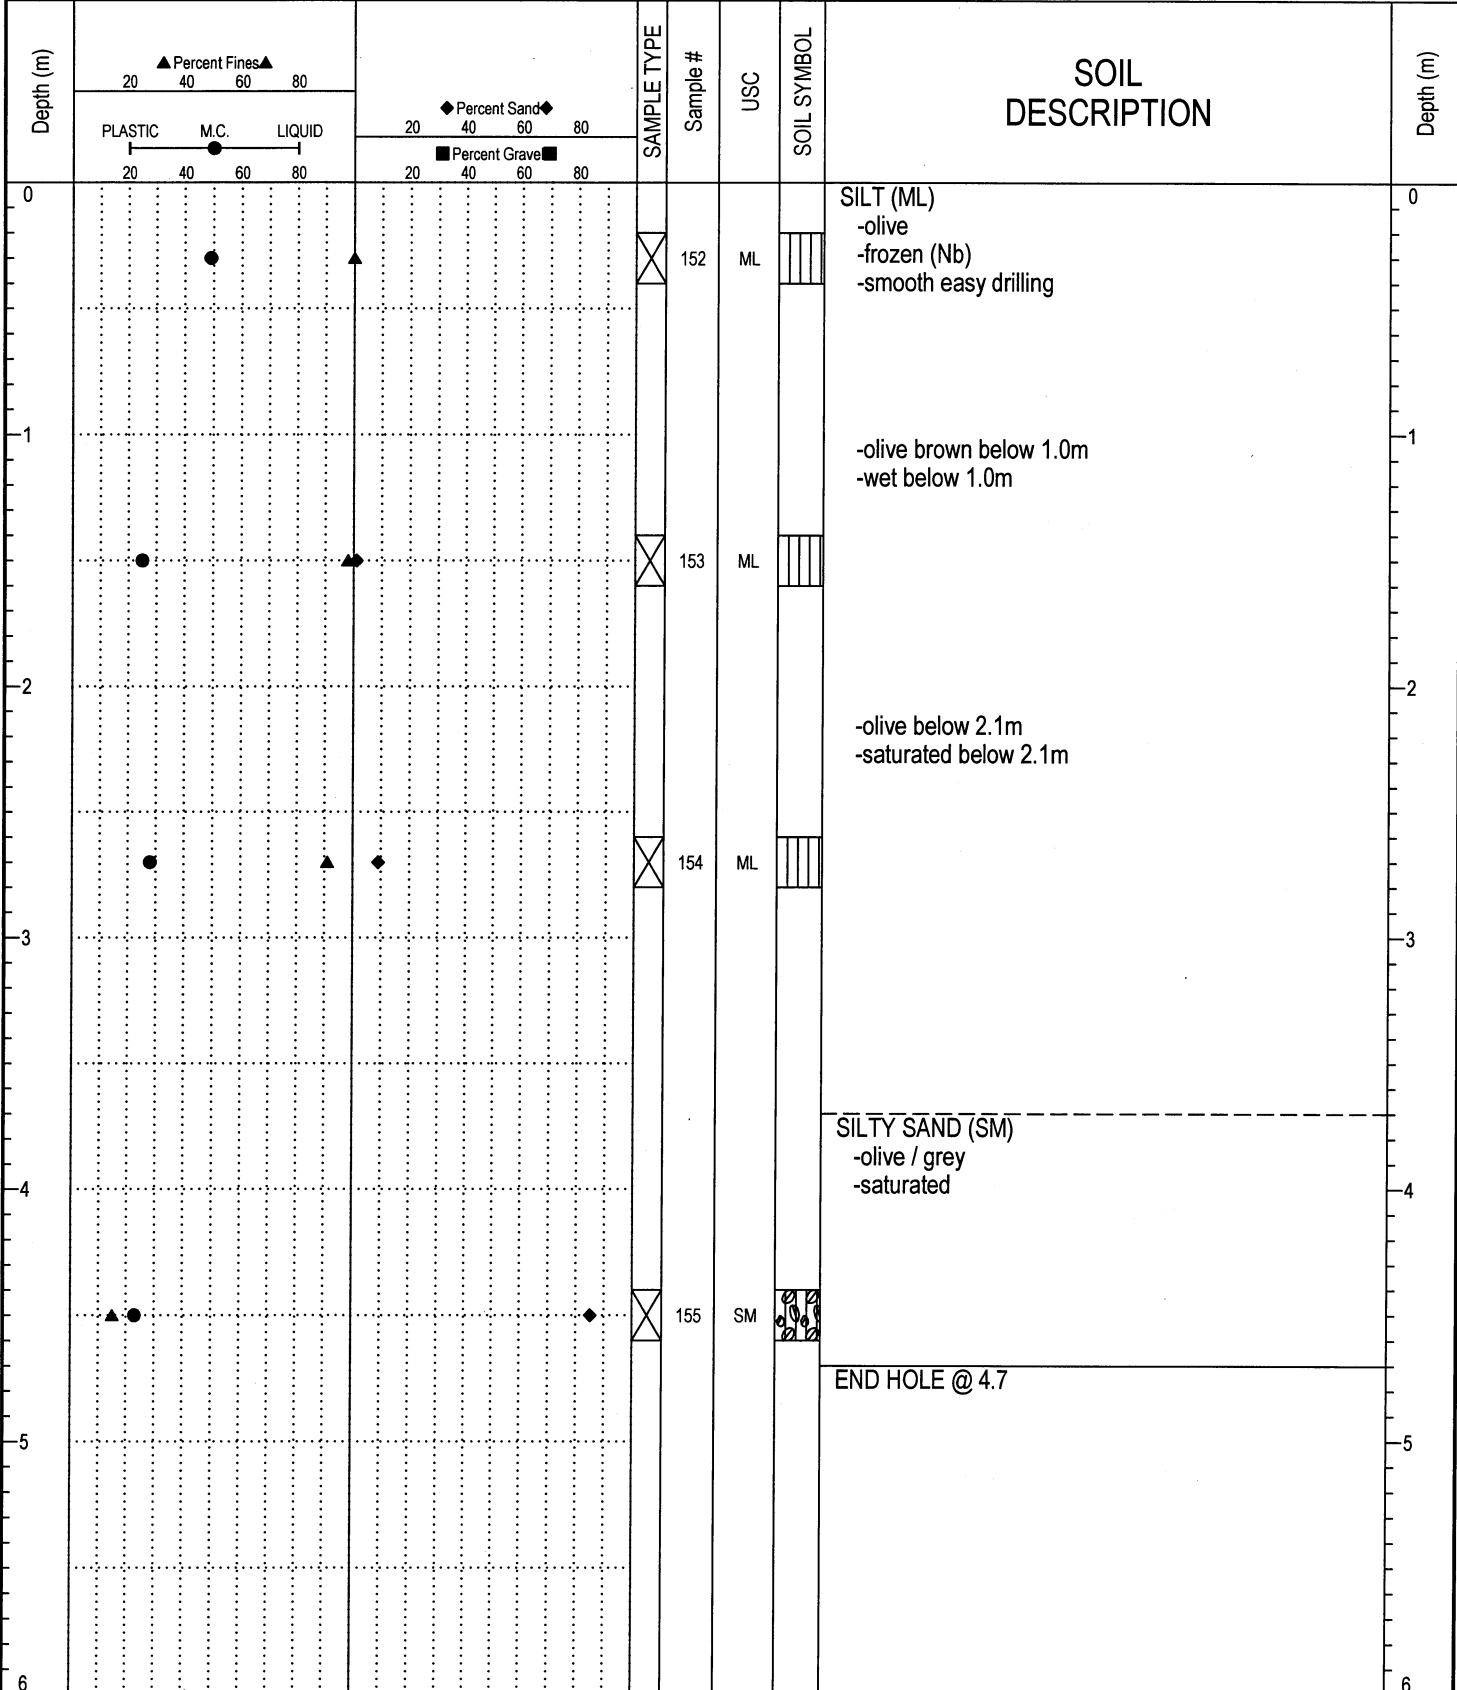 Depth (m)
▲ Percent Fines▲
20 40 60 80
PLASTIC M.C. LIQUID
20 40 60 80
◆ Percent Sand◆
20 40 60 80
■ Percent Gravel■
20 40 60 80
SAMPLE TYPE
Sample #
USC
SOIL SYMBOL
SOIL
DESCRIPTION
Depth (m)
0
SILT (ML)
0
-olive
-frozen (Nb)
152 ML
-smooth easy drilling
1
1
-olive brown below 1.0m
-wet below 1.0m
153 ML
2
2
-olive below 2.1m
-saturated below 2.1m
154 ML
3
3
SILTY SAND (SM)
-olive / grey
-saturated
4
4
155 SM
END HOLE @ 4.7
5
5
6
6